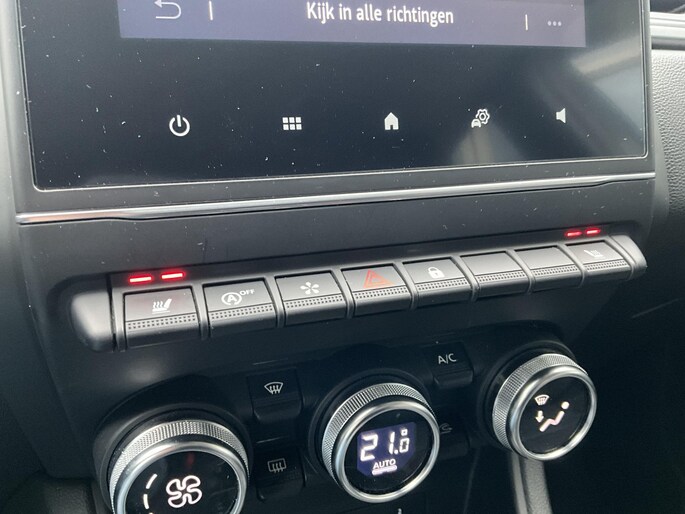 Kijk in alle richtingen
A OFF
A/C
21.0
AUTO